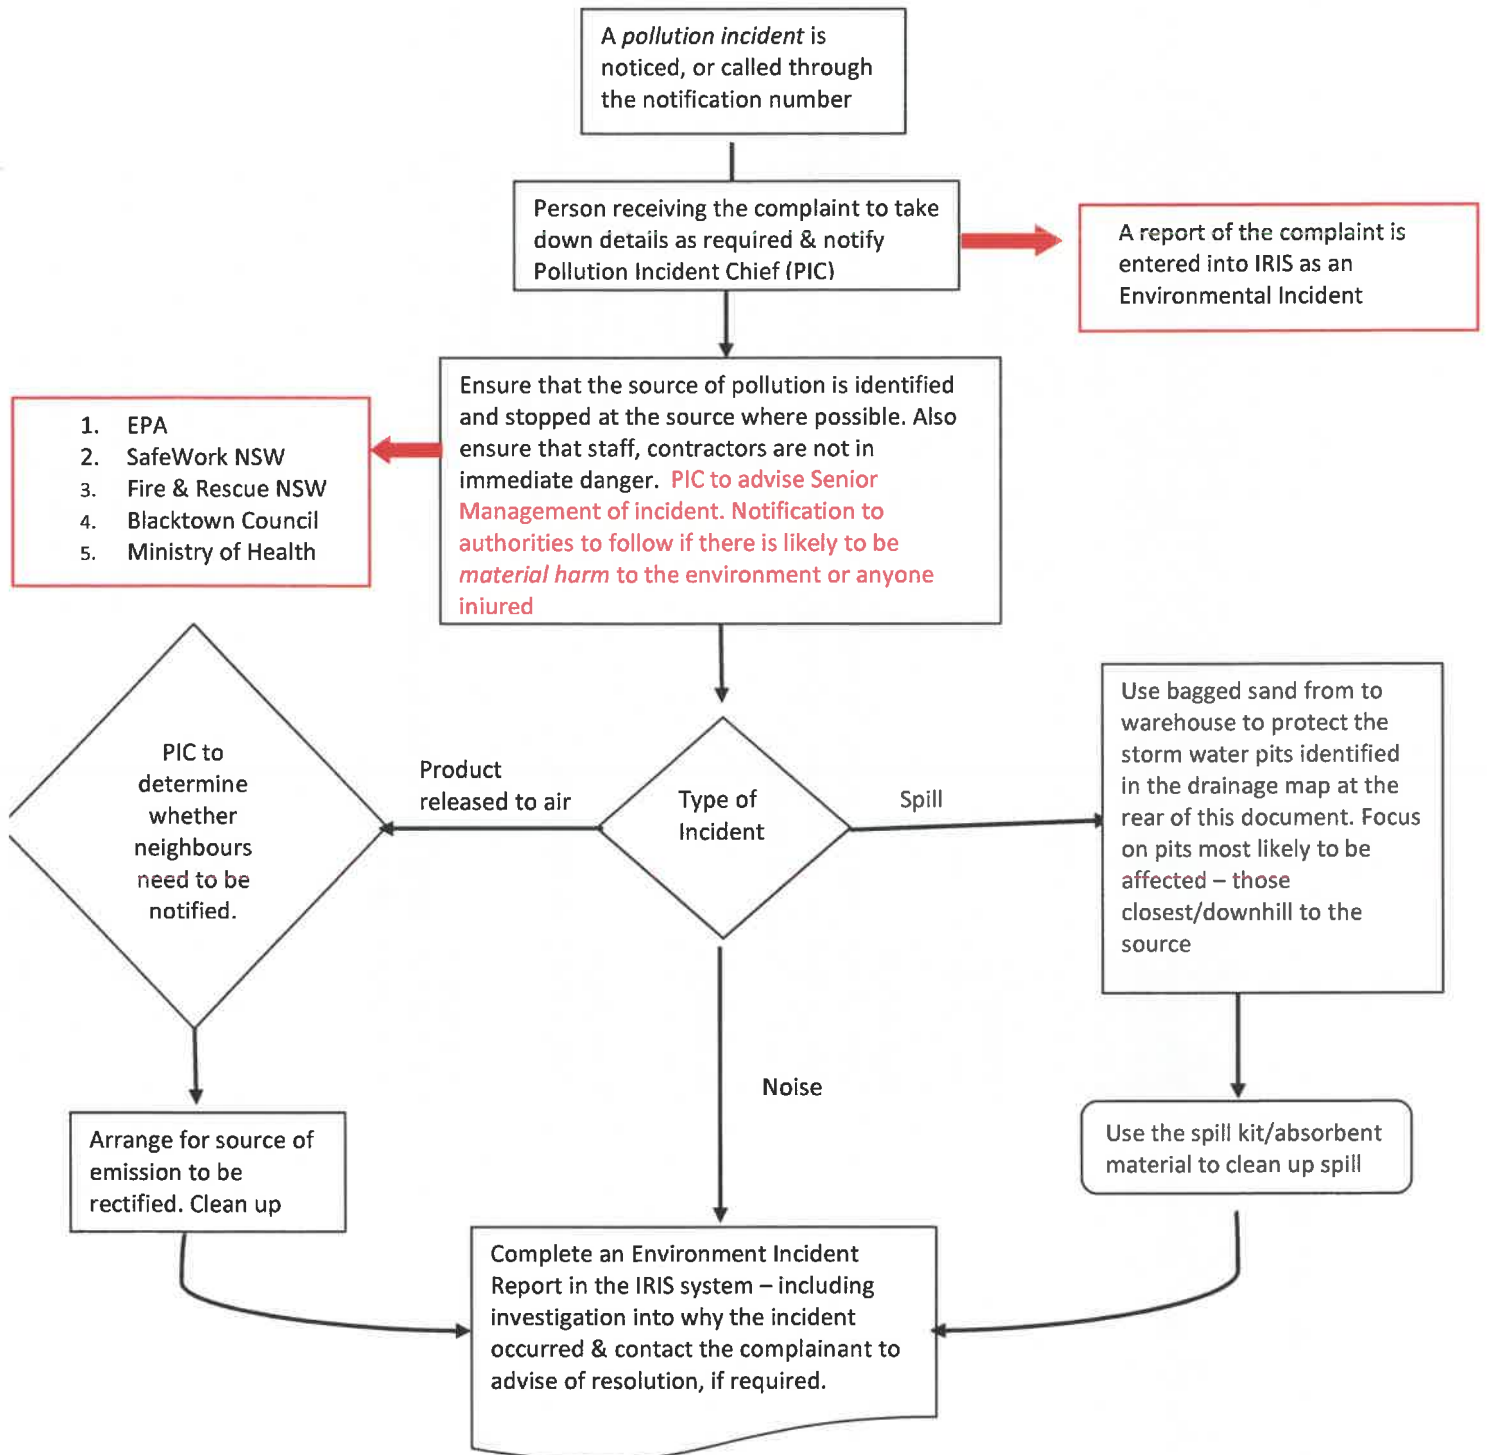 A pollution incident is
noticed, or called through
the notification number
Person receiving the complaint to take
down details as required & notify
Pollution Incident Chief (PIC)
A report of the complaint is
entered into IRIS as an
Environmental Incident
Ensure that the source of pollution is identified
and stopped at the source where possible. Also
ensure that staff, contractors are not in
immediate danger. PIC to advise Senior
Management of incident. Notification to
authorities to follow if there is likely to be
material harm to the environment or anyone
injured
1. EPA
2. SafeWork NSW
3. Fire & Rescue NSW
4. Blacktown Council
5. Ministry of Health
Type of
Incident
Product
released to air
Spill
Noise
PIC to
determine
whether
neighbours
need to be
notified.
Use bagged sand from to
warehouse to protect the
storm water pits identified
in the drainage map at the
rear of this document. Focus
on pits most likely to be
affected – those
closest/downhill to the
source
Arrange for source of
emission to be
rectified. Clean up
Use the spill kit/absorbent
material to clean up spill
Complete an Environment Incident
Report in the IRIS system – including
investigation into why the incident
occurred & contact the complainant to
advise of resolution, if required.